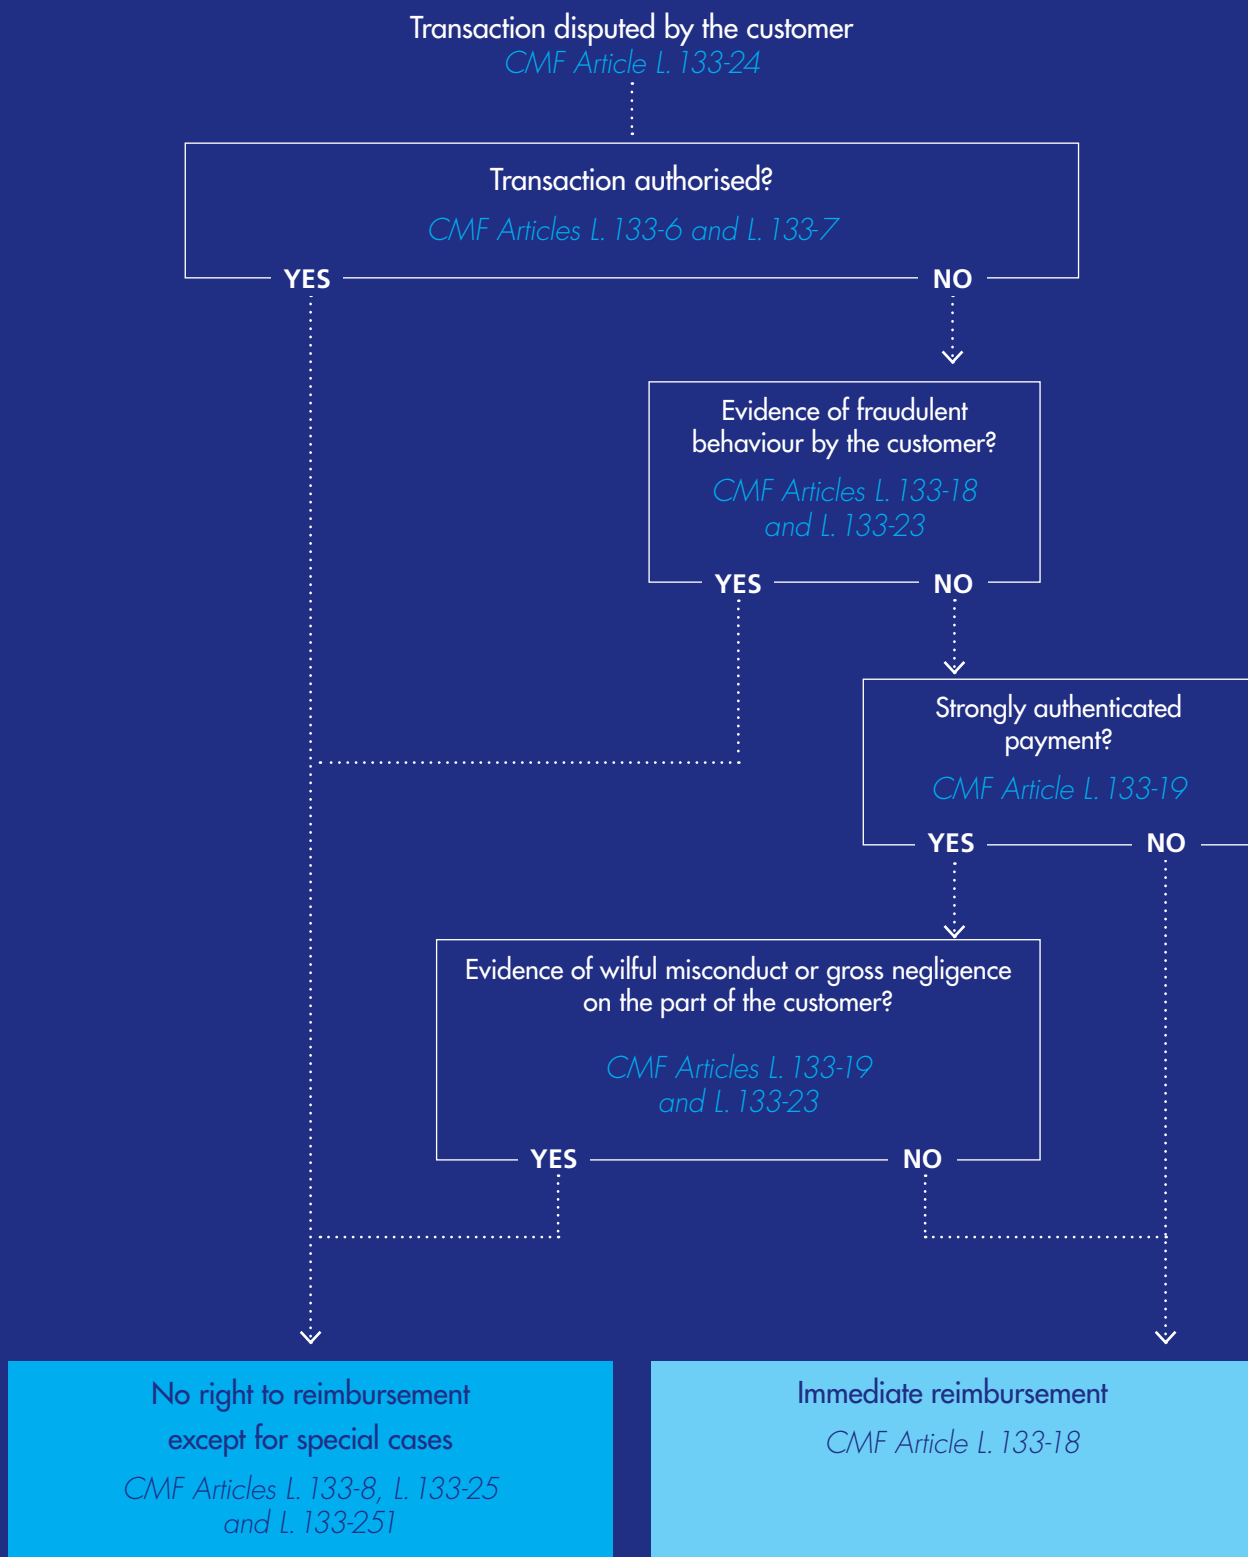 Transaction disputed by the customer
CMF Article L. 133-24
Transaction authorised?
CMF Articles L. 133-6 and L. 133-7
YES
NO
Evidence of fraudulent
behaviour by the customer?
CMF Articles L. 133-18
and L. 133-23
YES
NO
Strongly authenticated
payment?
CMF Article L. 133-19
YES
NO
Evidence of wilful misconduct or gross negligence
on the part of the customer?
CMF Articles L. 133-19
and L. 133-23
YES
NO
No right to reimbursement
except for special cases
CMF Articles L. 133-8, L. 133-25
and L. 133-251
Immediate reimbursement
CMF Article L. 133-18